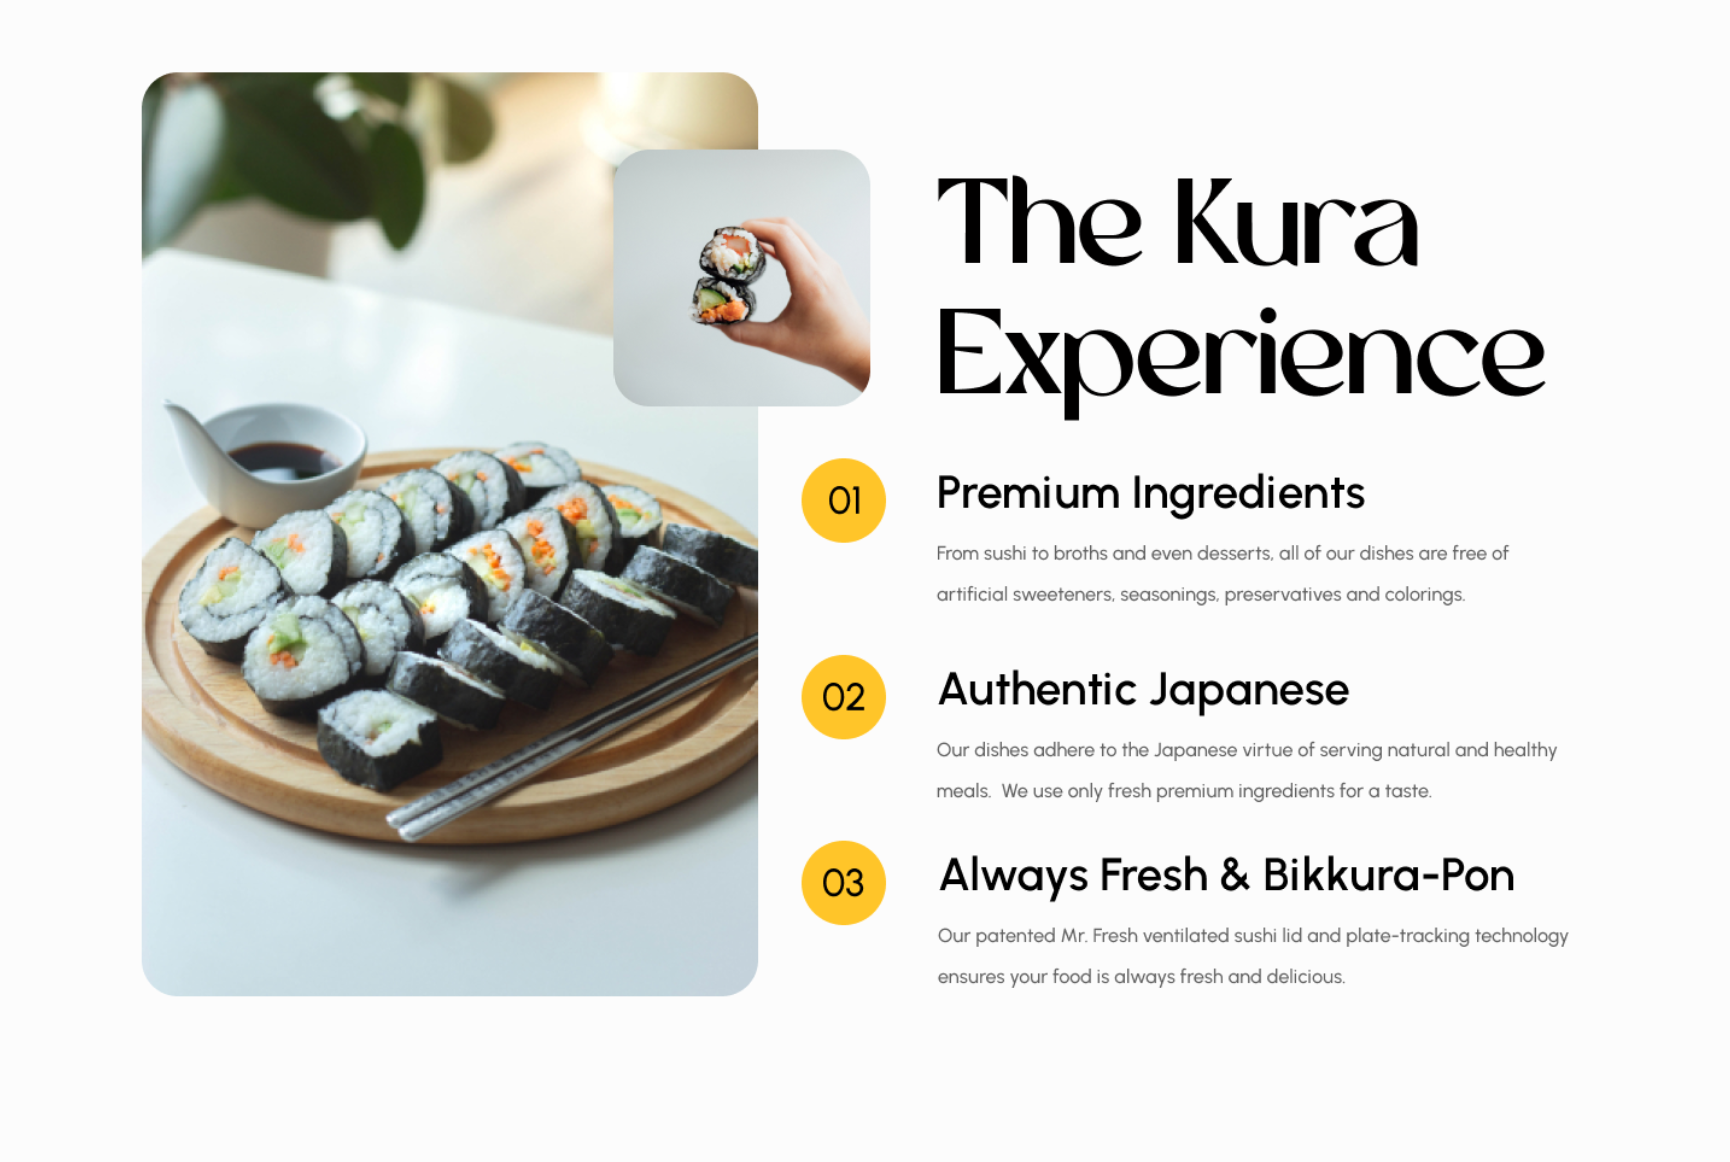 The Kura
Experience
01
Premium Ingredients
From sushi to broths and even desserts, all of our dishes are free of
artificial sweeteners, seasonings, preservatives and colorings.
02
Authentic Japanese
Our dishes adhere to the Japanese virtue of serving natural and healthy
meals.  We use only fresh premium ingredients for a taste.
03
Always Fresh & Bikkura-Pon
Our patented Mr. Fresh ventilated sushi lid and plate-tracking technology
ensures your food is always fresh and delicious.